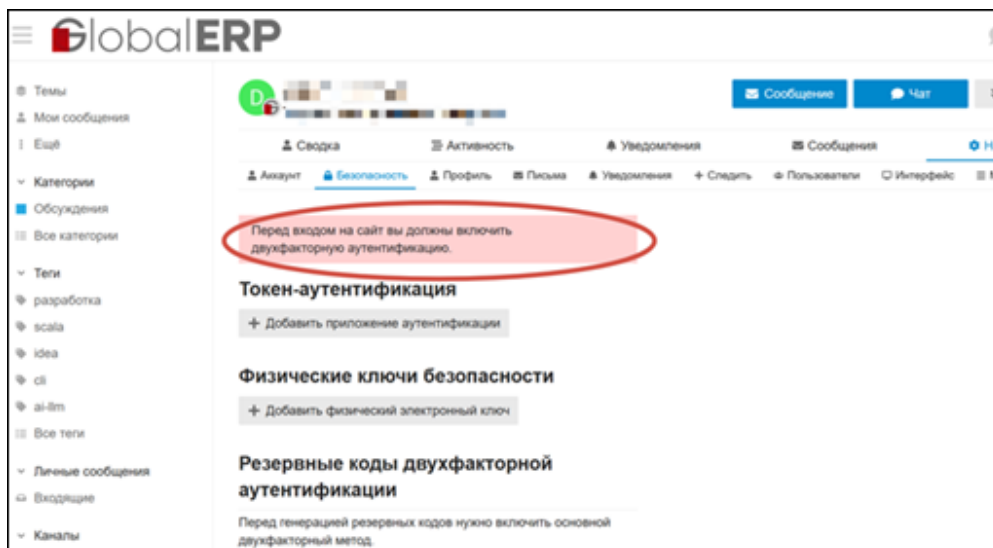 GlobalERP
Темы
Мои сообщения
Ещё
Категории
Обсуждения
Все категории
Теги
разработка
scala
idea
cli
ai-llm
Все теги
Личные сообщения
Входящие
Каналы
D
Сообщение
Чат
Сводка
Активность
Уведомления
Сообщения
Н
Аккаунт
Безопасность
Профиль
Письма
Уведомления
+ Следить
Пользователи
Интерфейс
Перед входом на сайт вы должны включить
двухфакторную аутентификацию.
Токен-аутентификация
+ Добавить приложение аутентификации
Физические ключи безопасности
+ Добавить физический электронный ключ
Резервные коды двухфакторной
аутентификации
Перед генерацией резервных кодов нужно включить основной
двухфакторный метод.